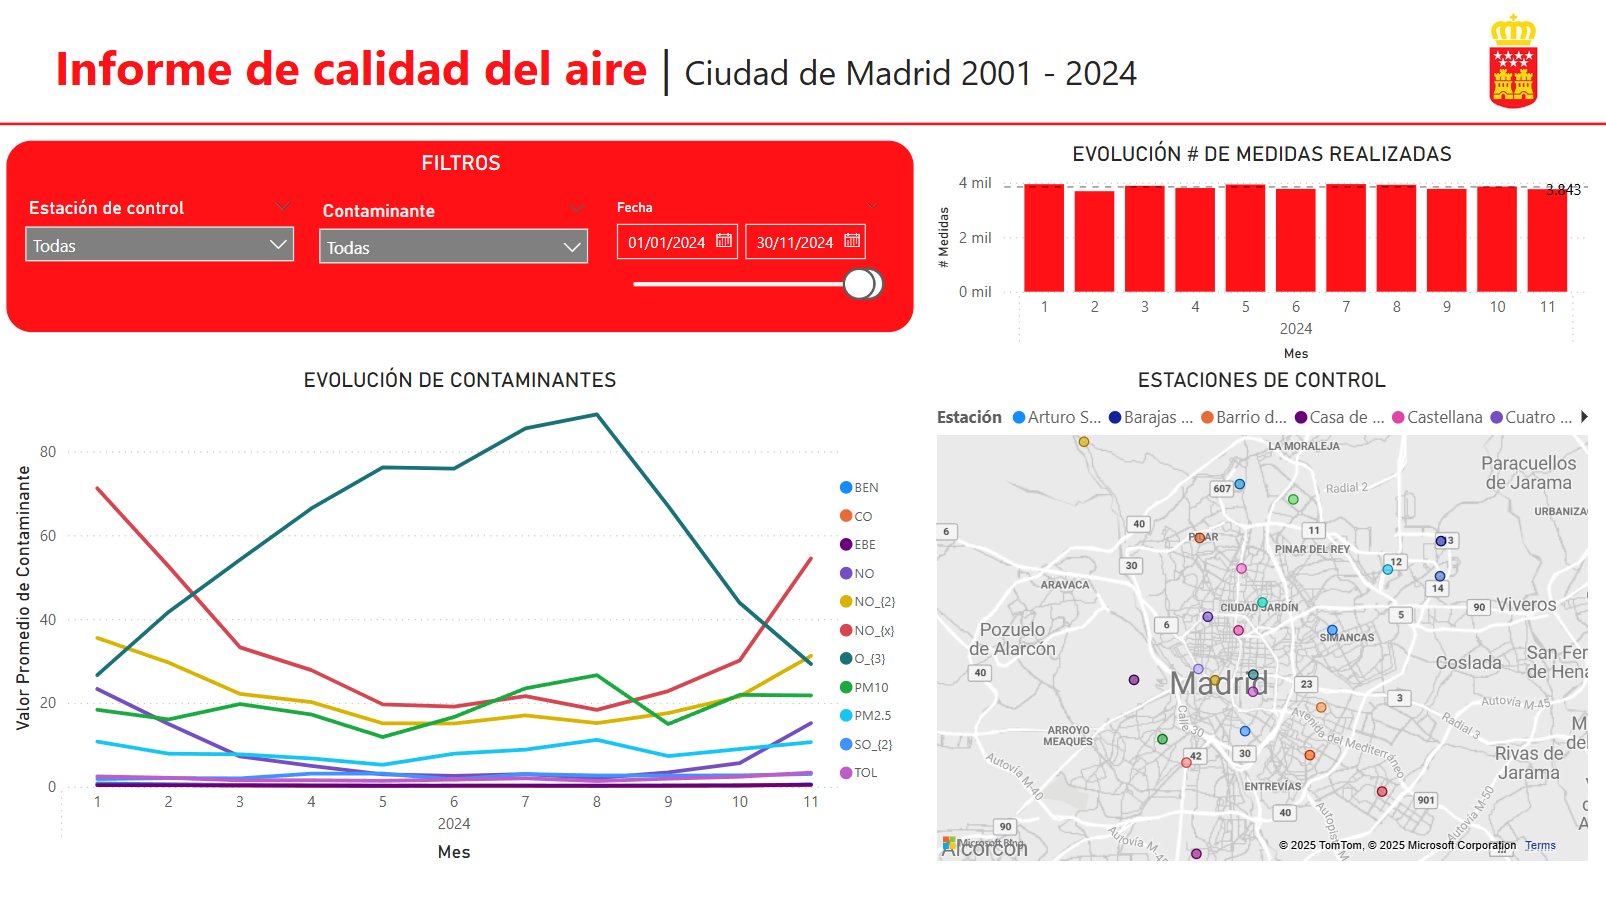 Informe de calidad del aire | Ciudad de Madrid 2001 - 2024
FILTROS
Estación de control
Todas
Contaminante
Todas
Fecha
01/01/2024
30/11/2024
EVOLUCIÓN # DE MEDIDAS REALIZADAS
# Medidas
4 mil
2 mil
0 mil
3.843
1 2 3 4 5 6 7 8 9 10 11
2024
Mes
EVOLUCIÓN DE CONTAMINANTES
Valor Promedio de Contaminante
80
60
40
20
0
1 2 3 4 5 6 7 8 9 10 11
2024
Mes
BEN
CO
EBE
NO
NO_{2}
NO_{x}
O_{3}
PM10
PM2.5
SO_{2}
TOL
ESTACIONES DE CONTROL
Estación Arturo S... Barajas ... Barrio d... Casa de ... Castellana Cuatro ...
LA MORALEJA
Paracuellos
de Jarama
607
Radial 2
URBANIZA
6
40
11
PINAR DEL REY
30
12
14
ARAVACA
CIUDAD JARDÍN
90
Viveros
5
6
SIMANCAS
Pozuelo
de Alarcón
San Fer
de Hena
Coslada
40
Madrid
23
3
Autovía M-45
Radial 3
Calle 30
Avenida del Mediterráneo
ARROYO
MEAQUES
42
30
Rivas de
Jarama
Autovía M-40
ENTREVÍAS
901
Autovía M-50
40
90
Alcorcón
Microsoft Bing
© 2025 TomTom, © 2025 Microsoft Corporation Terms